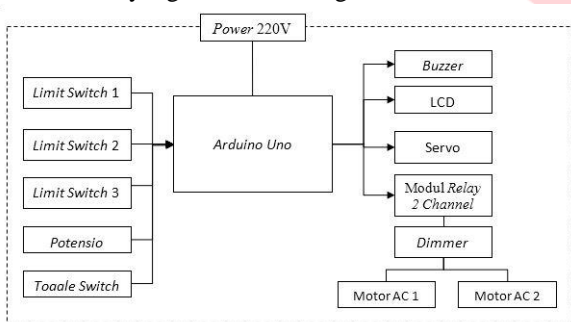 Power 220V
Limit Switch 1
Limit Switch 2
Limit Switch 3
Potensio
Toggle Switch
Arduino Uno
Buzzer
LCD
Servo
Modul Relay
2 Channel
Dimmer
Motor AC 1
Motor AC 2